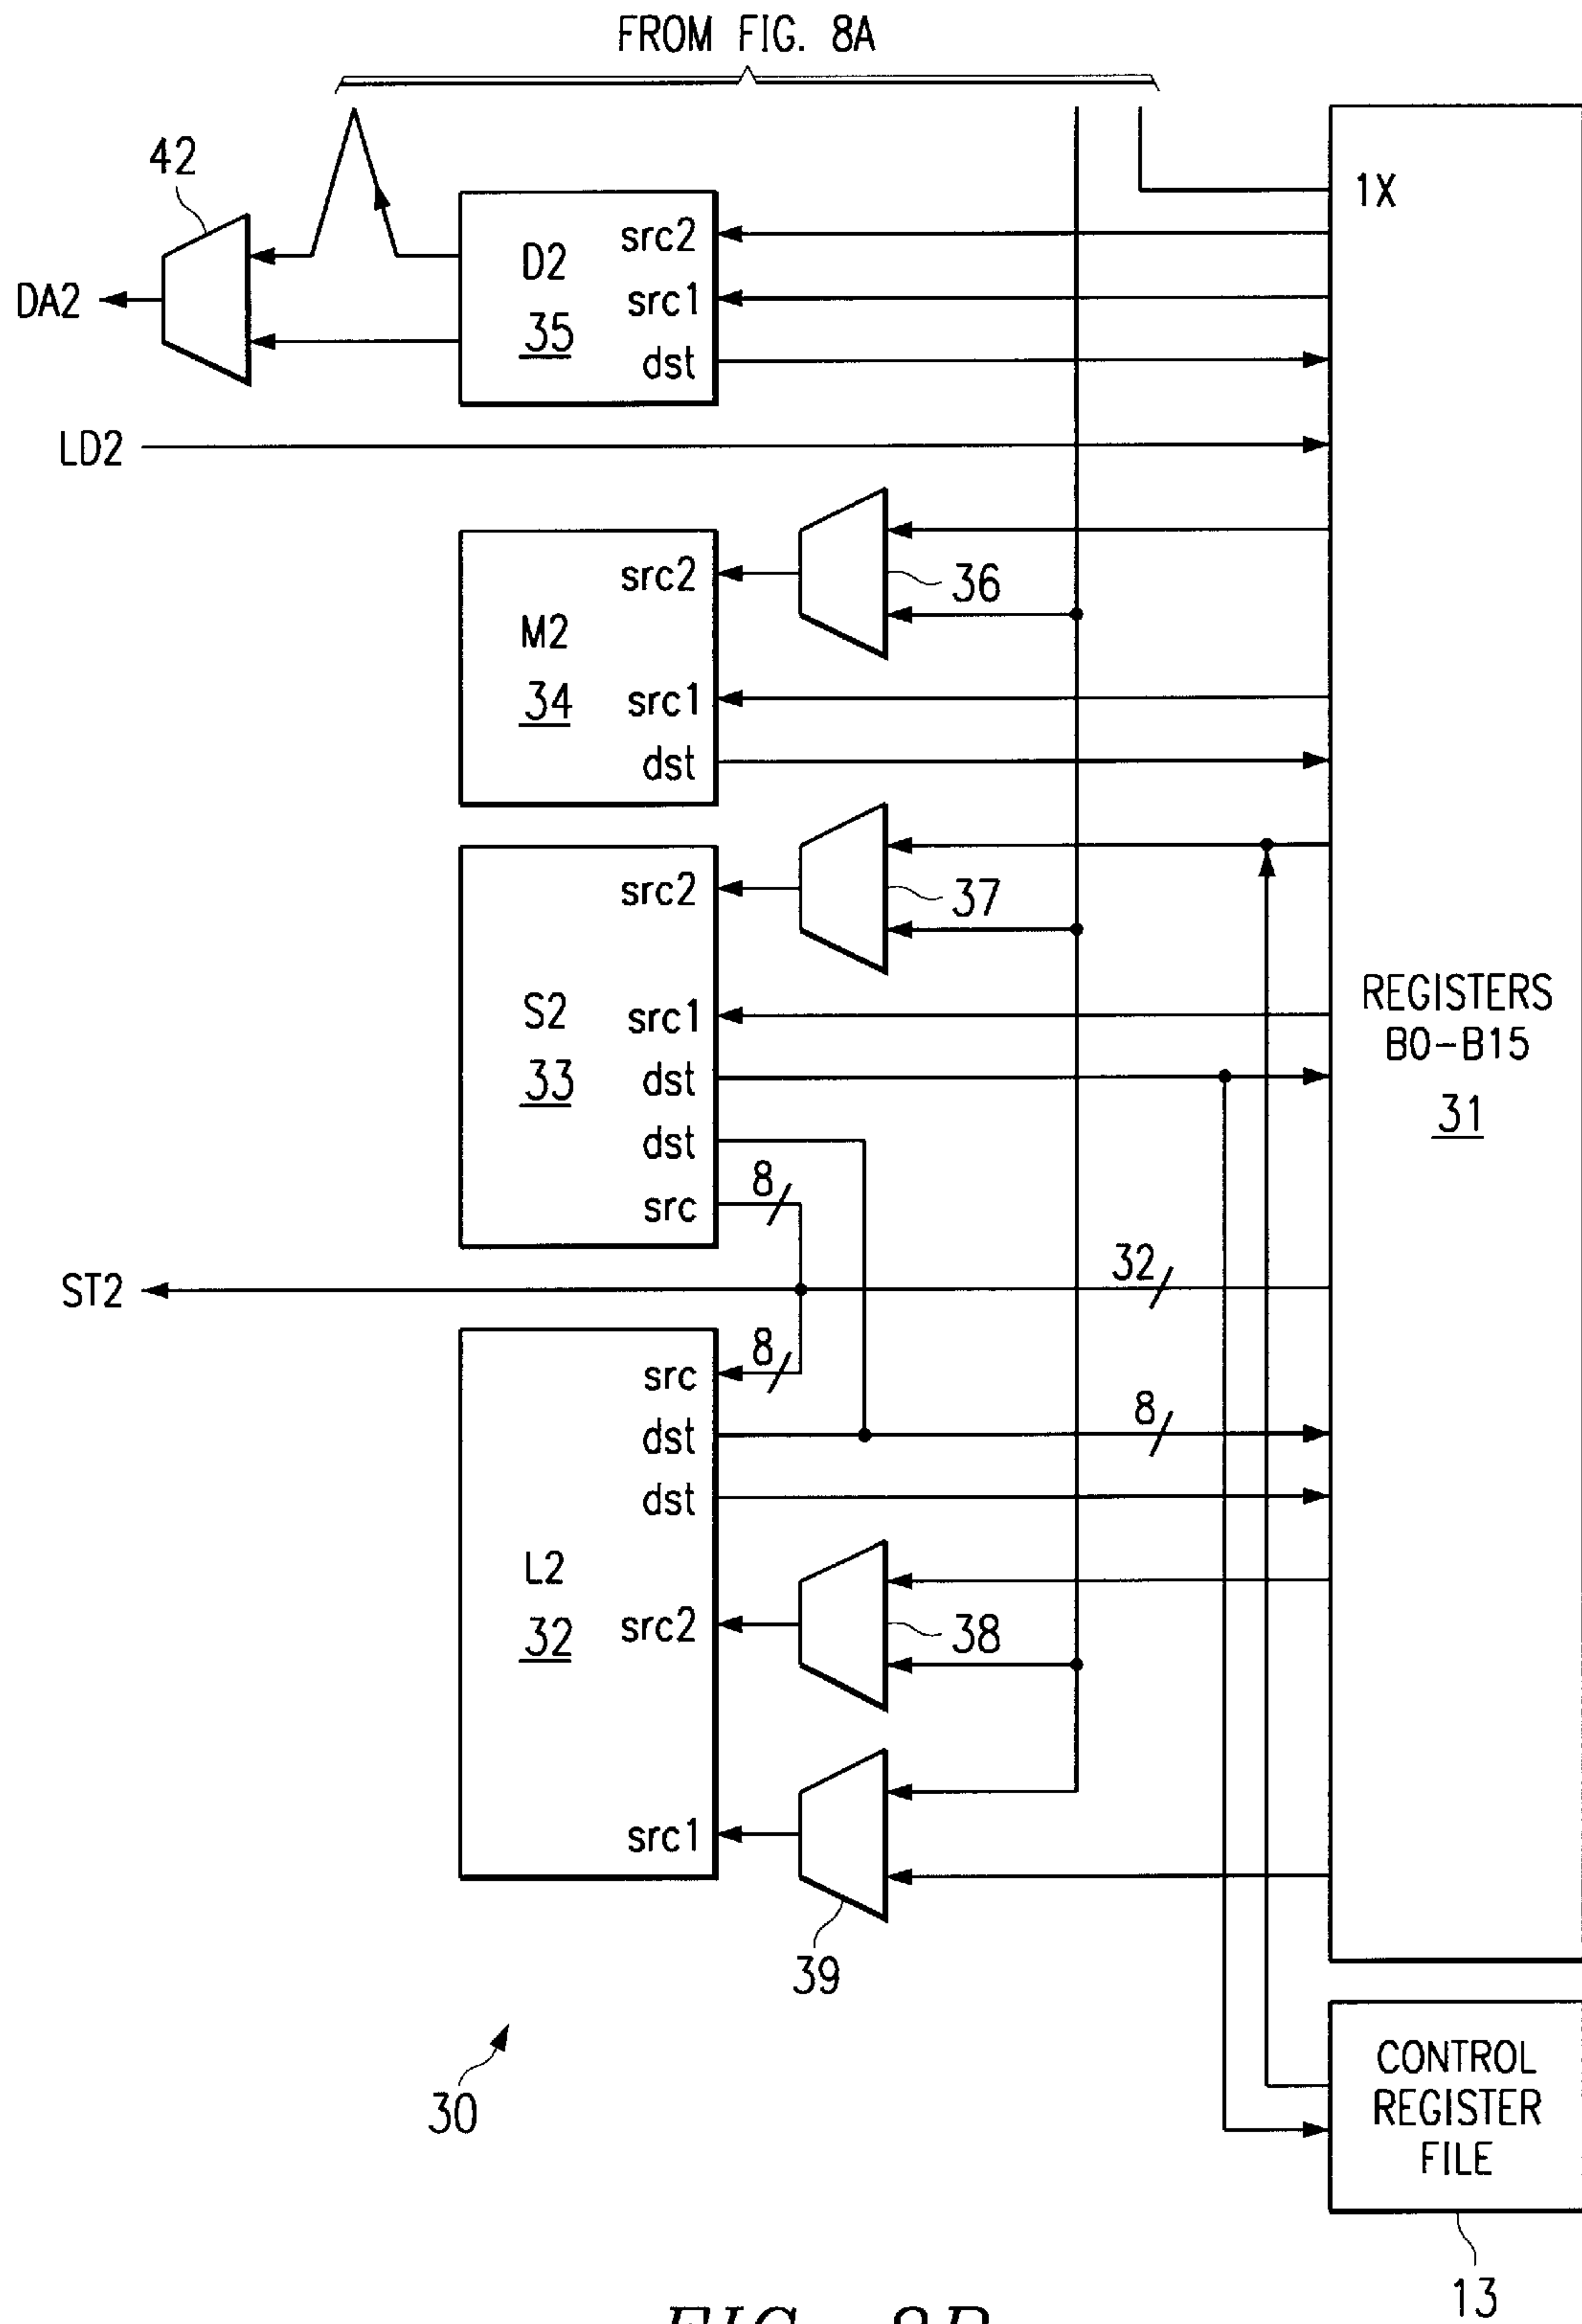 FROM FIG. 8A
42
1X
D2
35
src2
src1
dst
DA2
LD2
M2
34
src2
src1
dst
36
S2
33
src2
src1
dst
dst
src
37
8
REGISTERS
B0-B15
31
ST2
32
8
L2
32
src
dst
dst
src2
src1
8
38
39
30
CONTROL
REGISTER
FILE
13